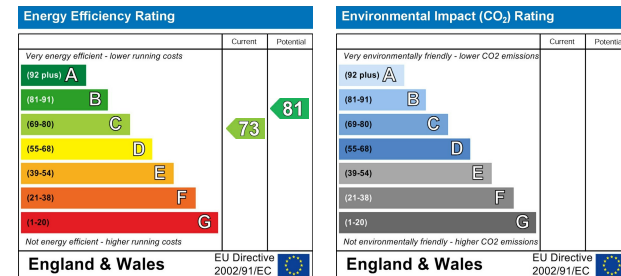 Energy Efficiency Rating
Current Potential
Very energy efficient - lower running costs
(92 plus) A
(81-91) B
(69-80) C
(55-68) D
(39-54) E
(21-38) F
(1-20) G
73
81
Not energy efficient - higher running costs
England & Wales
EU Directive
2002/91/EC
Environmental Impact (CO2) Rating
Current Potentia
Very environmentally friendly - lower CO2 emissions
(92 plus) A
(81-91) B
(69-80) C
(55-68) D
(39-54) E
(21-38) F
(1-20) G
Not environmentally friendly - higher CO2 emissions
England & Wales
EU Directive
2002/91/EC